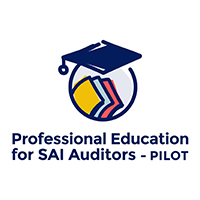 Professional Education
for SAI Auditors - PILOT